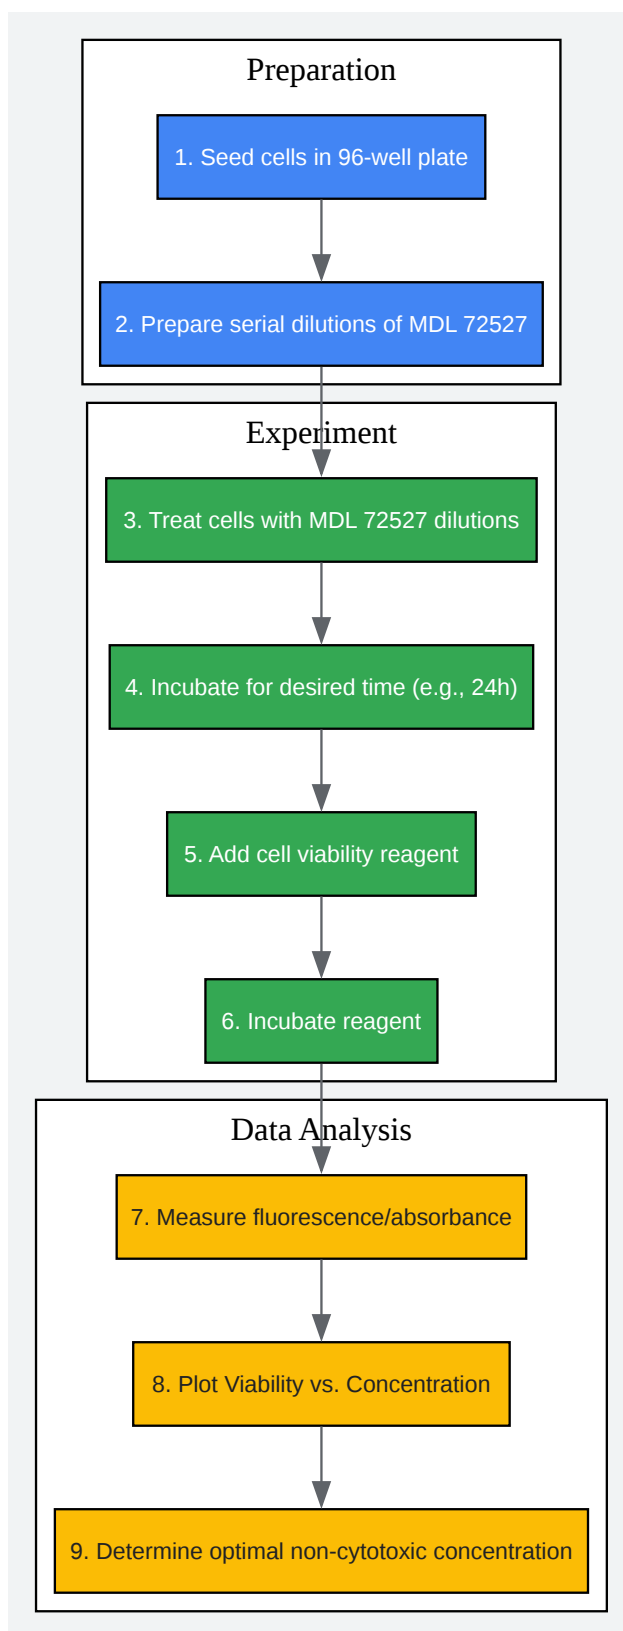 Preparation
1. Seed cells in 96-well plate
2. Prepare serial dilutions of MDL 72527
Experiment
3. Treat cells with MDL 72527 dilutions
4. Incubate for desired time (e.g., 24h)
5. Add cell viability reagent
6. Incubate reagent
Data Analysis
7. Measure fluorescence/absorbance
8. Plot Viability vs. Concentration
9. Determine optimal non-cytotoxic concentration